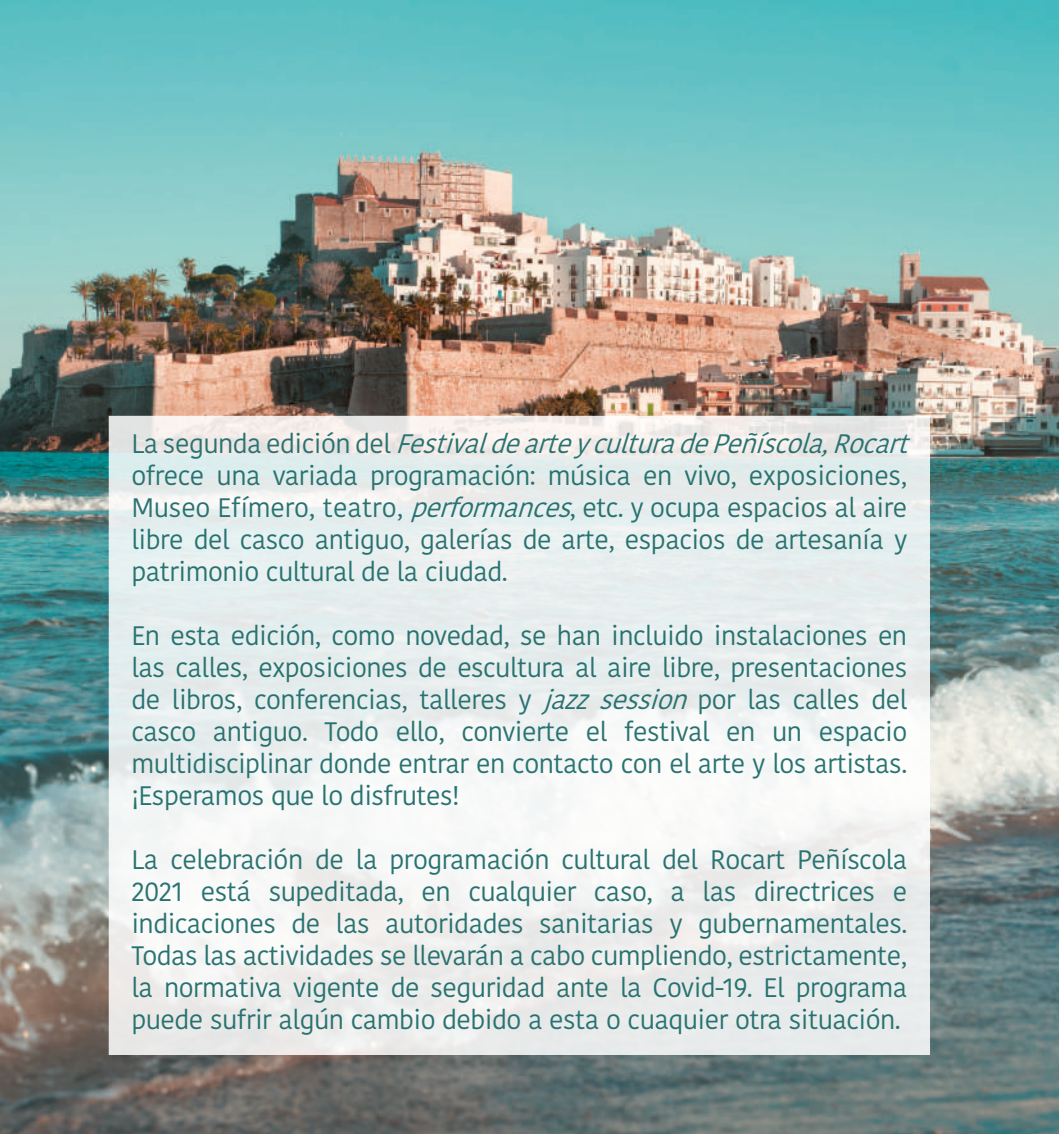 La segunda edición del Festival de arte y cultura de Peñíscola, Rocart
ofrece una variada programación: música en vivo, exposiciones,
Museo Efímero, teatro, performances, etc. y ocupa espacios al aire
libre del casco antiguo, galerías de arte, espacios de artesanía y
patrimonio cultural de la ciudad.
En esta edición, como novedad, se han incluido instalaciones en
las calles, exposiciones de escultura al aire libre, presentaciones
de libros, conferencias, talleres y jazz session por las calles del
casco antiguo. Todo ello, convierte el festival en un espacio
multidisciplinar donde entrar en contacto con el arte y los artistas.
¡Esperamos que lo disfrutes!
La celebración de la programación cultural del Rocart Peñíscola
2021 está supeditada, en cualquier caso, a las directrices e
indicaciones de las autoridades sanitarias y gubernamentales.
Todas las actividades se llevarán a cabo cumpliendo, estrictamente,
la normativa vigente de seguridad ante la Covid-19. El programa
puede sufrir algún cambio debido a esta o cuaquier otra situación.